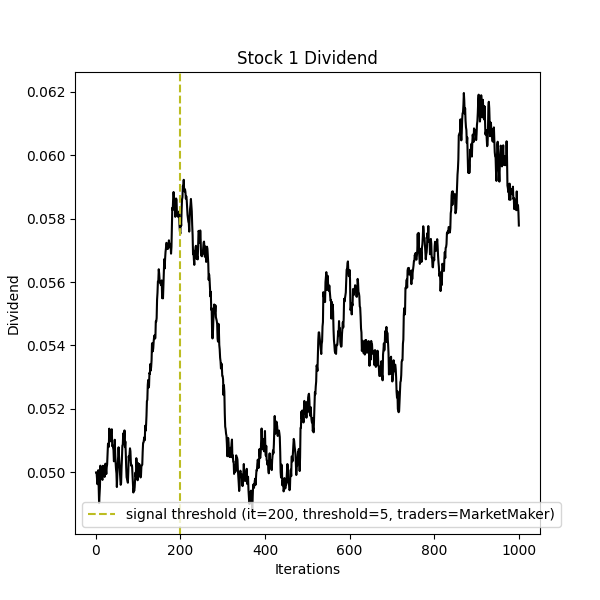 Stock 1 Dividend
0.062
0.060
0.058
0.056
0.054
0.052
0.050
Dividend
signal threshold (it=200, threshold=5, traders=MarketMaker)
0 200 400 600 800 1000
Iterations